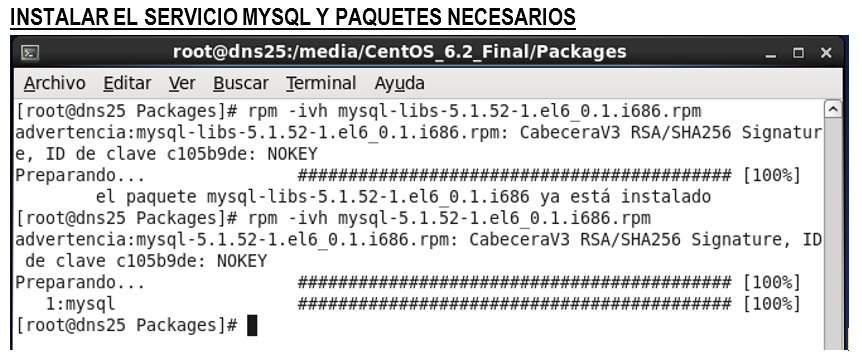 INSTALAR EL SERVICIO MYSQL Y PAQUETES NECESARIOS
root@dns25:/media/CentOS_6.2_Final/Packages
Archivo Editar Ver Buscar Terminal Ayuda
[root@dns25 Packages]# rpm -ivh mysql-libs-5.1.52-1.el6_0.1.i686.rpm
advertencia:mysql-libs-5.1.52-1.el6_0.1.i686.rpm: CabeceraV3 RSA/SHA256 Signatur
e, ID de clave c105b9de: NOKEY
Preparando... ########################################### [100%]
el paquete mysql-libs-5.1.52-1.el6_0.1.i686 ya está instalado
[root@dns25 Packages]# rpm -ivh mysql-5.1.52-1.el6_0.1.i686.rpm
advertencia:mysql-5.1.52-1.el6_0.1.i686.rpm: CabeceraV3 RSA/SHA256 Signature, ID
de clave c105b9de: NOKEY
Preparando... ########################################### [100%]
1:mysql ########################################### [100%]
[root@dns25 Packages]#